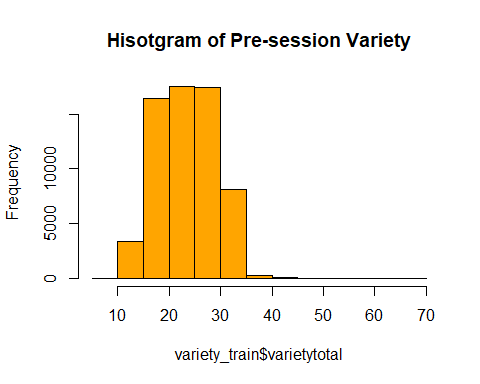 Hisotgram of Pre-session Variety
Frequency
10000
5000
0
10 20 30 40 50 60 70
variety_train$varietytotal